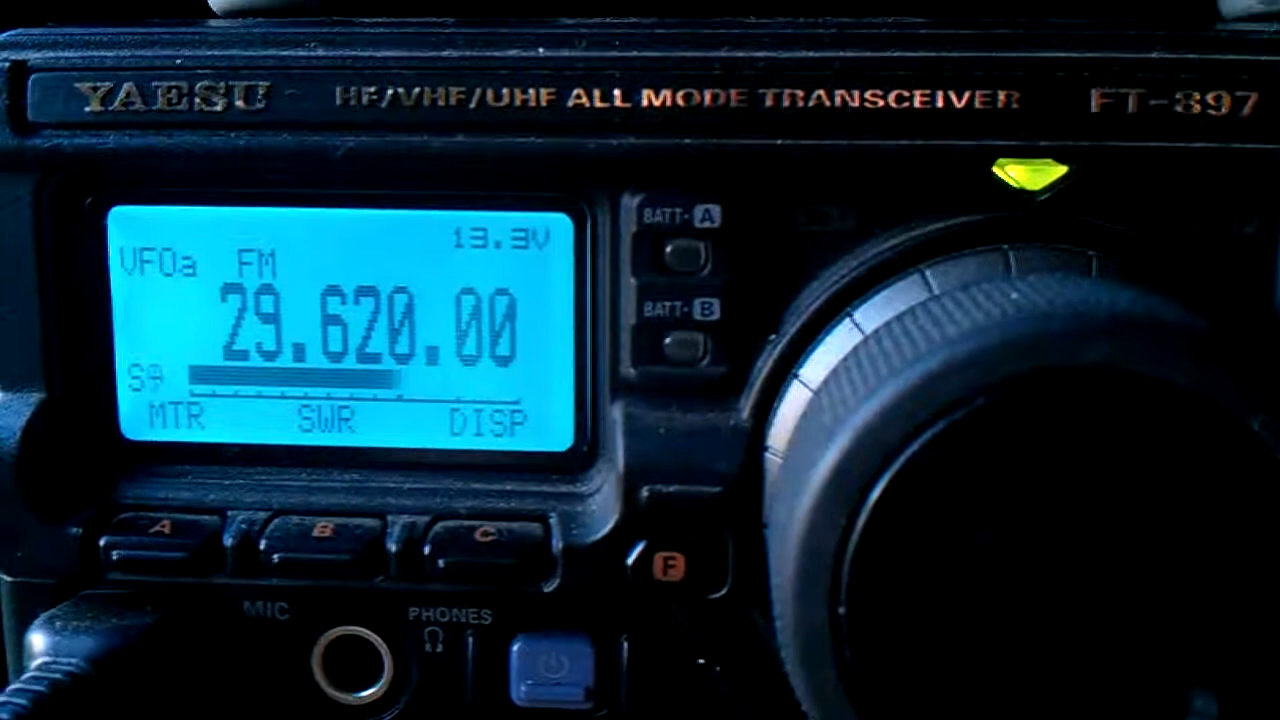 YAESU HF/VHF/UHF ALL MODE TRANSCEIVER FT-897
13.3V
VFOa FM
29.620.00
S9
MTR SWR DISP
BATT-A
BATT-B
A B C
F
MIC
PHONES